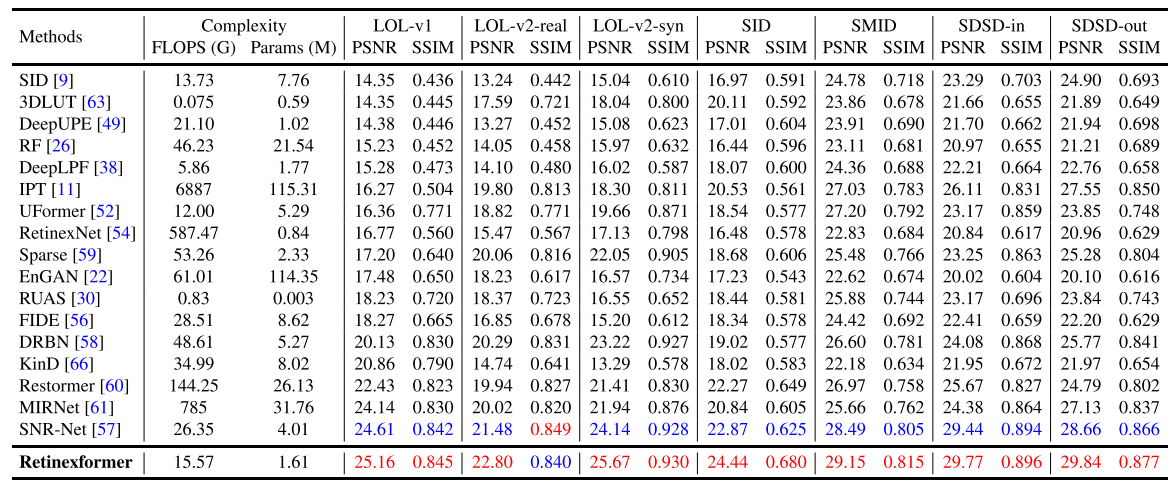 Methods Complexity LOL-v1 LOL-v2-real LOL-v2-syn SID SMID SDSD-in SDSD-out
FLOPS (G) Params (M) PSNR SSIM PSNR SSIM PSNR SSIM PSNR SSIM PSNR SSIM PSNR SSIM PSNR SSIM
SID [9] 13.73 7.76 14.35 0.436 13.24 0.442 15.04 0.610 16.97 0.591 24.78 0.718 23.29 0.703 24.90 0.693
3DLUT [63] 0.075 0.59 14.35 0.445 17.59 0.721 18.04 0.800 20.11 0.592 23.86 0.678 21.66 0.655 21.89 0.649
DeepUPE [49] 21.10 1.02 14.38 0.446 13.27 0.452 15.08 0.623 17.01 0.604 23.91 0.690 21.70 0.662 21.94 0.698
RF [26] 46.23 21.54 15.23 0.452 14.05 0.458 15.97 0.632 16.44 0.596 23.11 0.681 20.97 0.655 21.21 0.689
DeepLPF [38] 5.86 1.77 15.28 0.473 14.10 0.480 16.02 0.587 18.07 0.600 24.36 0.688 22.21 0.664 22.76 0.658
IPT [11] 6887 115.31 16.27 0.504 19.80 0.813 18.30 0.811 20.53 0.561 27.03 0.783 26.11 0.831 27.55 0.850
UFormer [52] 12.00 5.29 16.36 0.771 18.82 0.771 19.66 0.871 18.54 0.577 27.20 0.792 23.17 0.859 23.85 0.748
RetinexNet [54] 587.47 0.84 16.77 0.560 15.47 0.567 17.13 0.798 16.48 0.578 22.83 0.684 20.84 0.617 20.96 0.629
Sparse [59] 53.26 2.33 17.20 0.640 20.06 0.816 22.05 0.905 18.68 0.606 25.48 0.766 23.25 0.863 25.28 0.804
EnGAN [22] 61.01 114.35 17.48 0.650 18.23 0.617 16.57 0.734 17.23 0.543 22.62 0.674 20.02 0.604 20.10 0.616
RUAS [30] 0.83 0.003 18.23 0.720 18.37 0.723 16.55 0.652 18.44 0.581 25.88 0.744 23.17 0.696 23.84 0.743
FIDE [56] 28.51 8.62 18.27 0.665 16.85 0.678 15.20 0.612 18.34 0.578 24.42 0.692 22.41 0.659 22.20 0.629
DRBN [58] 48.61 5.27 20.13 0.830 20.29 0.831 23.22 0.927 19.02 0.577 26.60 0.781 24.08 0.868 25.77 0.841
KinD [66] 34.99 8.02 20.86 0.790 14.74 0.641 13.29 0.578 18.02 0.583 22.18 0.634 21.95 0.672 21.97 0.654
Restormer [60] 144.25 26.13 22.43 0.823 19.94 0.827 21.41 0.830 22.27 0.649 26.97 0.758 25.67 0.827 24.79 0.802
MIRNet [61] 785 31.76 24.14 0.830 20.02 0.820 21.94 0.876 20.84 0.605 25.66 0.762 24.38 0.864 27.13 0.837
SNR-Net [57] 26.35 4.01 24.61 0.842 21.48 0.849 24.14 0.928 22.87 0.625 28.49 0.805 29.44 0.894 28.66 0.866
Retinexformer 15.57 1.61 25.16 0.845 22.80 0.840 25.67 0.930 24.44 0.680 29.15 0.815 29.77 0.896 29.84 0.877